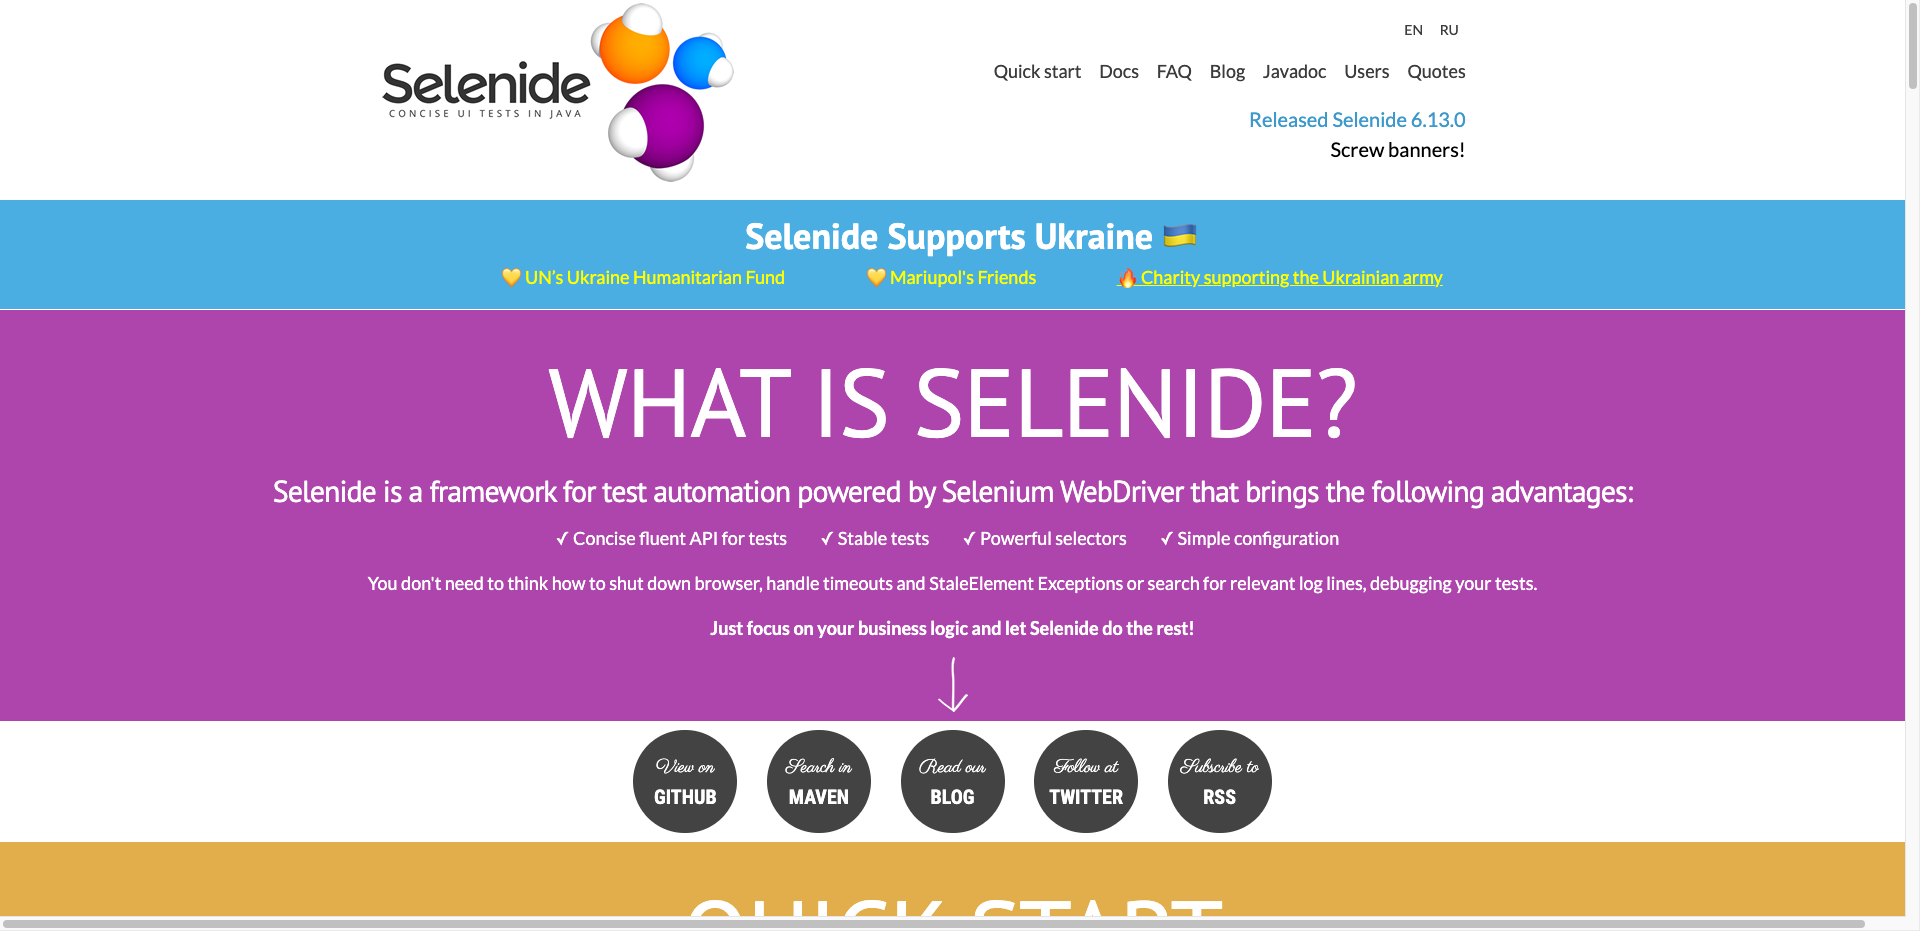 Selenide
CONCISE UI TESTS IN JAVA
EN RU
Quick start Docs FAQ Blog Javadoc Users Quotes
Released Selenide 6.13.0
Screw banners!
Selenide Supports Ukraine 🇺🇦
💛 UN’s Ukraine Humanitarian Fund 💛 Mariupol's Friends 🔥 Charity supporting the Ukrainian army
WHAT IS SELENIDE?
Selenide is a framework for test automation powered by Selenium WebDriver that brings the following advantages:
✓ Concise fluent API for tests ✓ Stable tests ✓ Powerful selectors ✓ Simple configuration
You don't need to think how to shut down browser, handle timeouts and StaleElement Exceptions or search for relevant log lines, debugging your tests.
Just focus on your business logic and let Selenide do the rest!
View on
GITHUB
Search in
MAVEN
Read our
BLOG
Follow at
TWITTER
Subscribe to
RSS
QUICK START